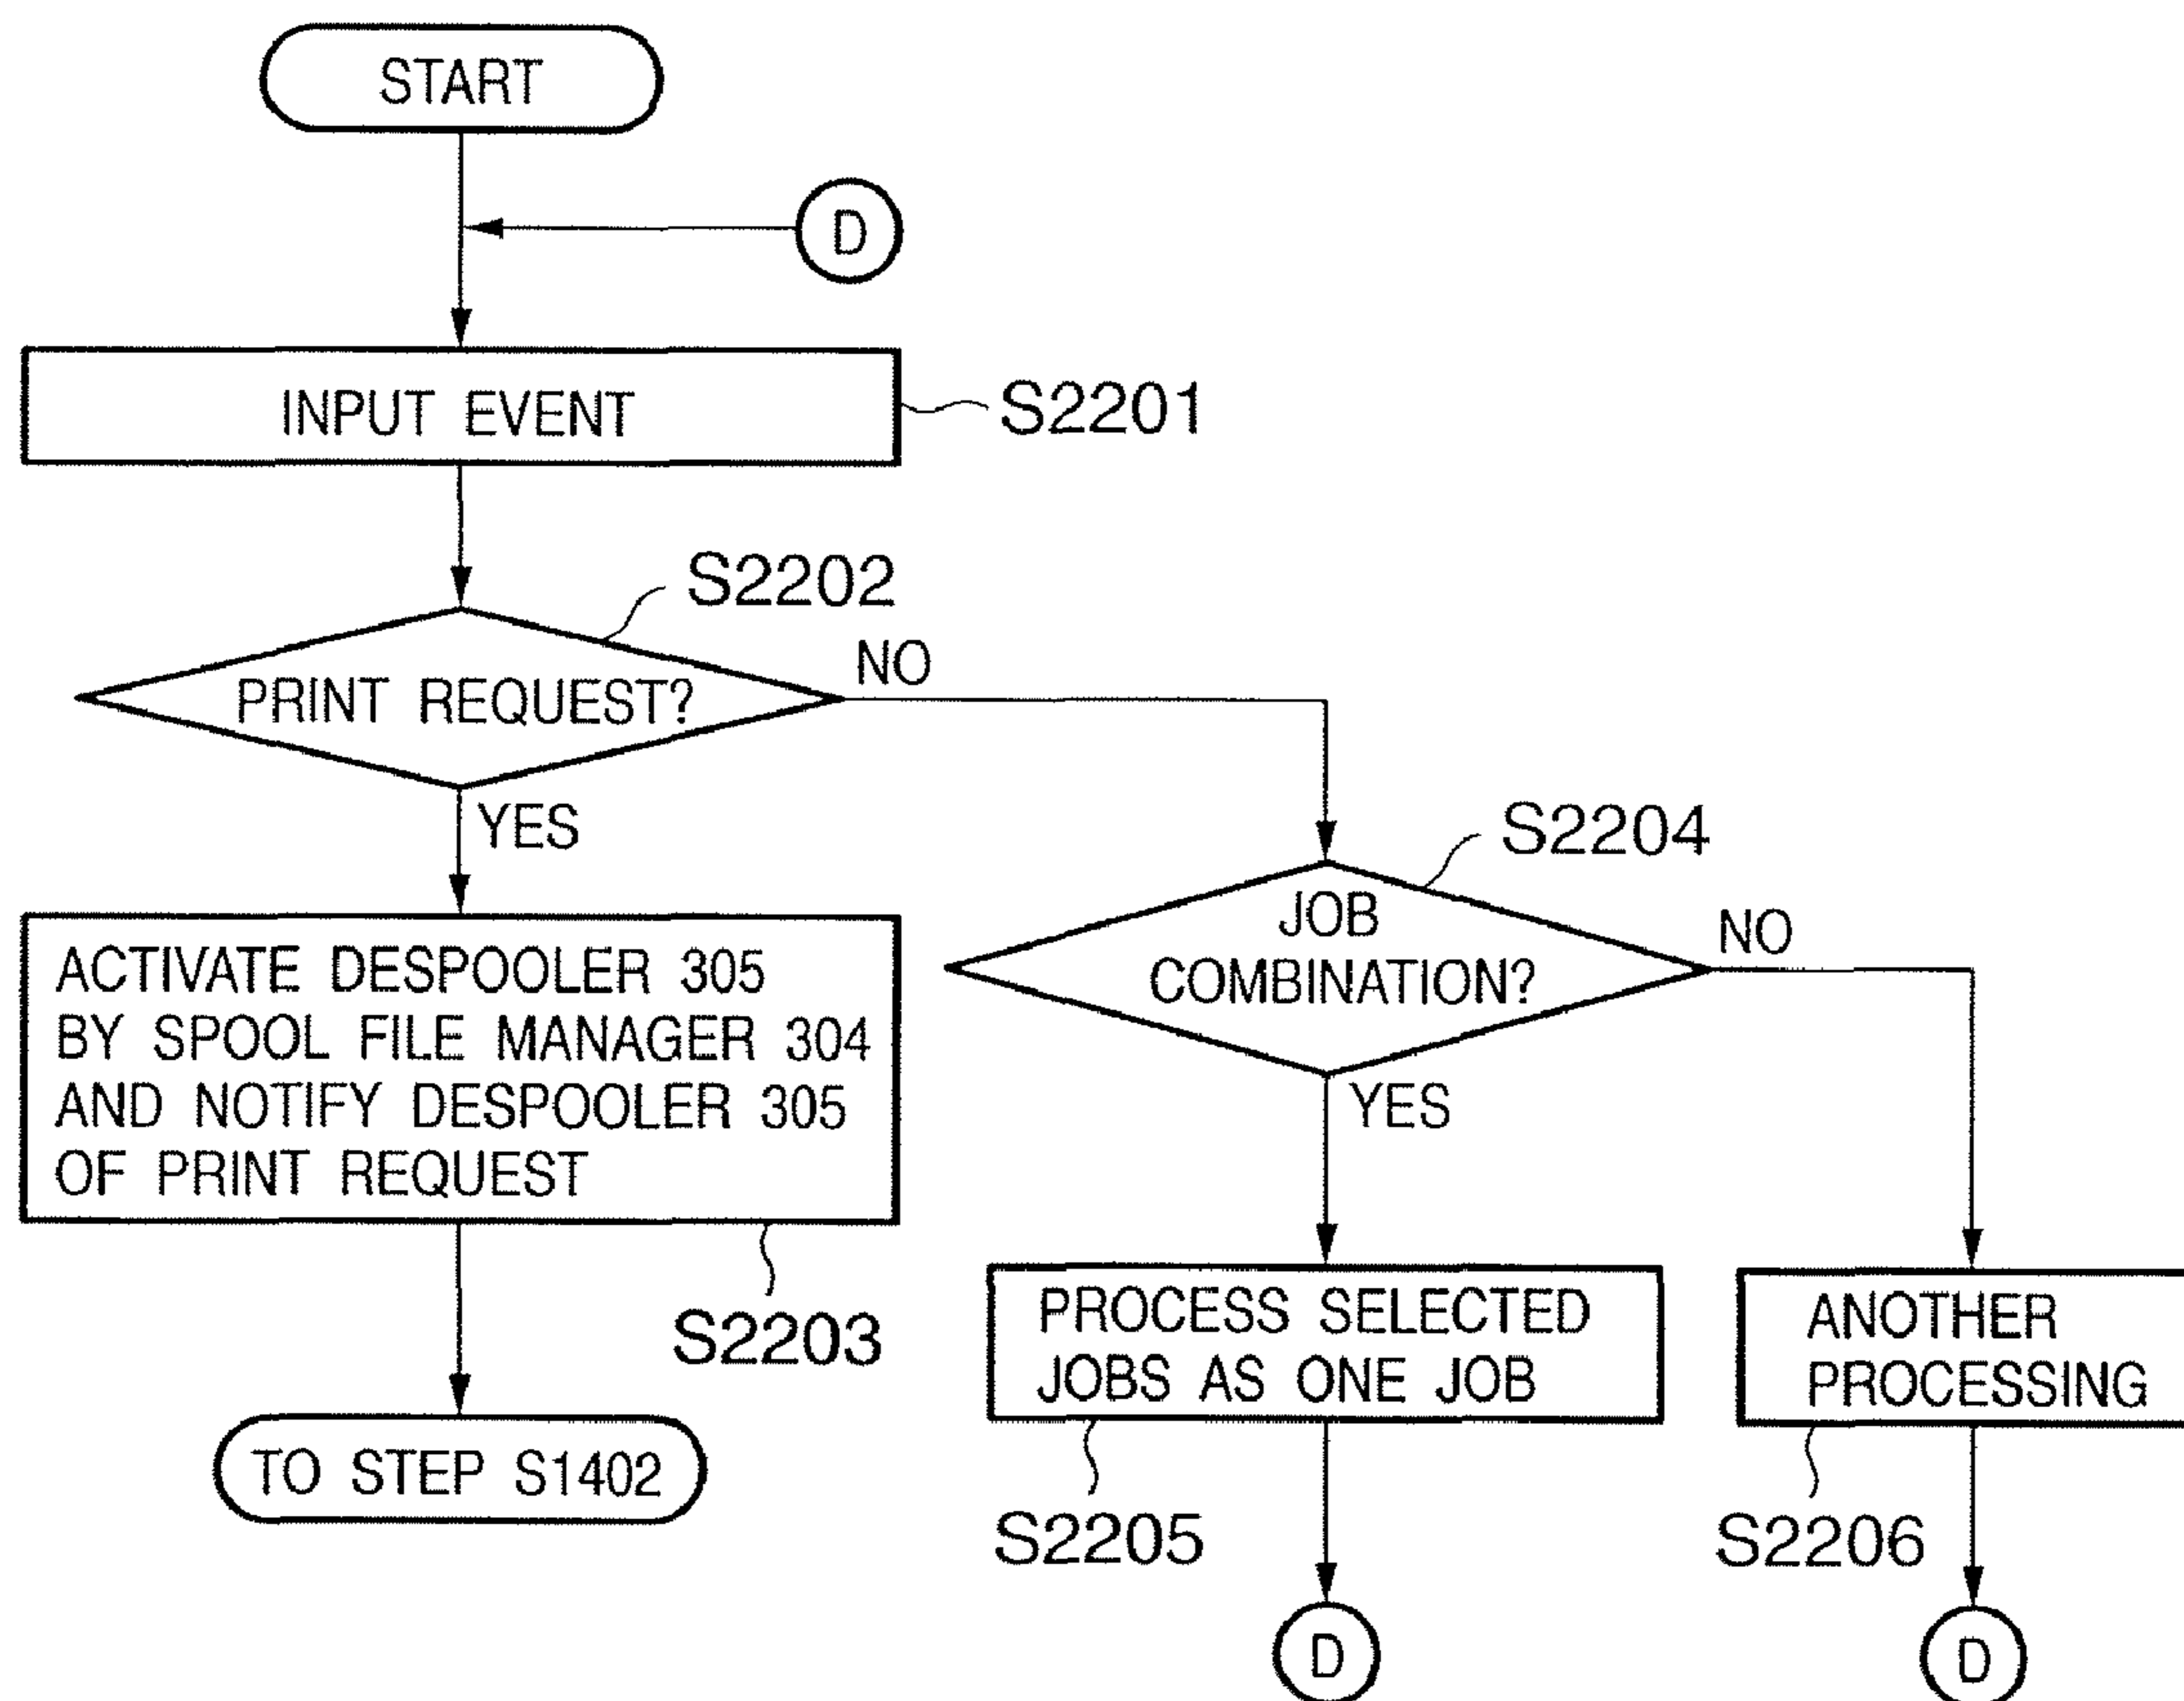 START
D
INPUT EVENT
S2201
S2202
PRINT REQUEST?
NO
YES
S2204
JOB
COMBINATION?
NO
YES
ACTIVATE DESPOOLER 305
BY SPOOL FILE MANAGER 304
AND NOTIFY DESPOOLER 305
OF PRINT REQUEST
S2203
TO STEP S1402
PROCESS SELECTED
JOBS AS ONE JOB
S2205
D
ANOTHER
PROCESSING
S2206
D